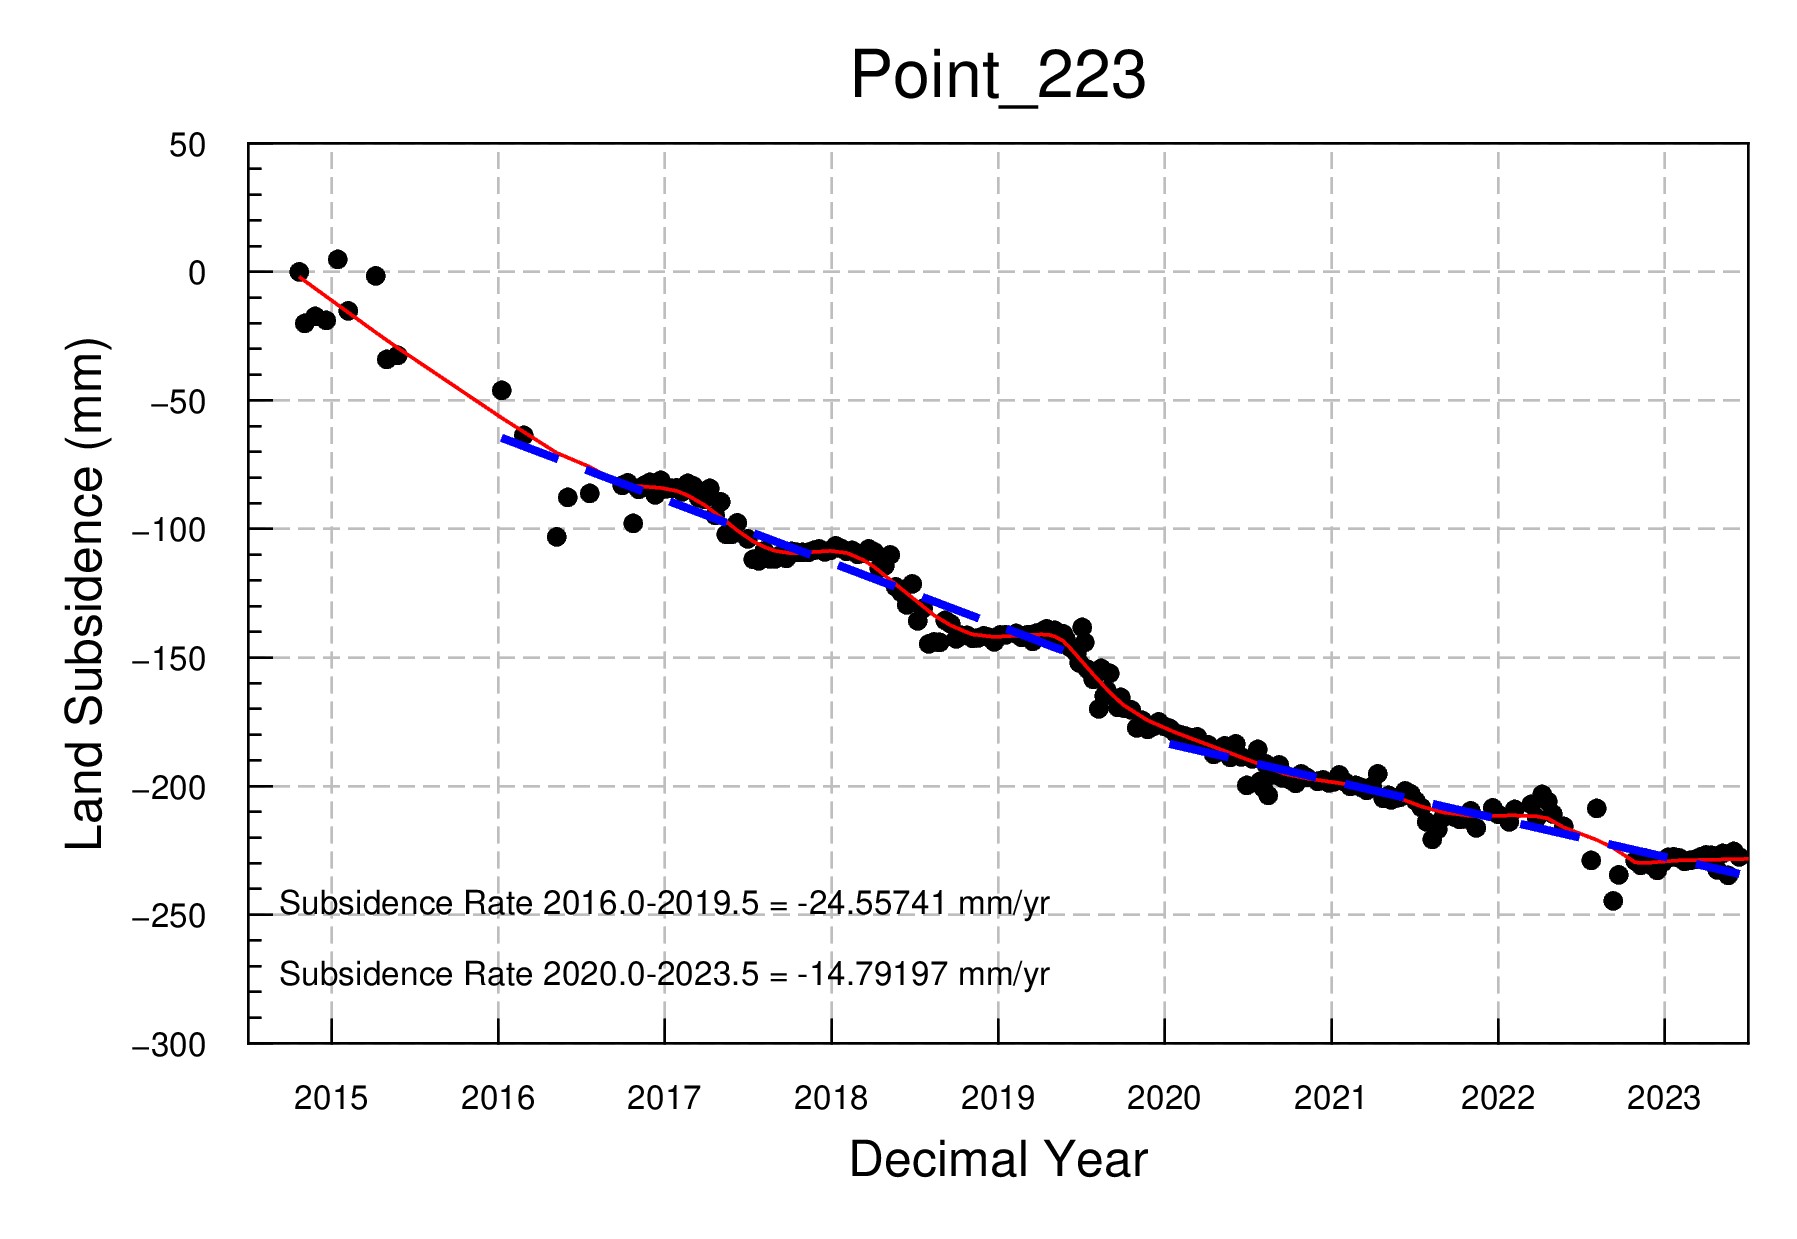 Point_223
50
0
−50
−100
−150
−200
−250
−300
Land Subsidence (mm)
Subsidence Rate 2016.0-2019.5 = -24.55741 mm/yr
Subsidence Rate 2020.0-2023.5 = -14.79197 mm/yr
2015 2016 2017 2018 2019 2020 2021 2022 2023
Decimal Year